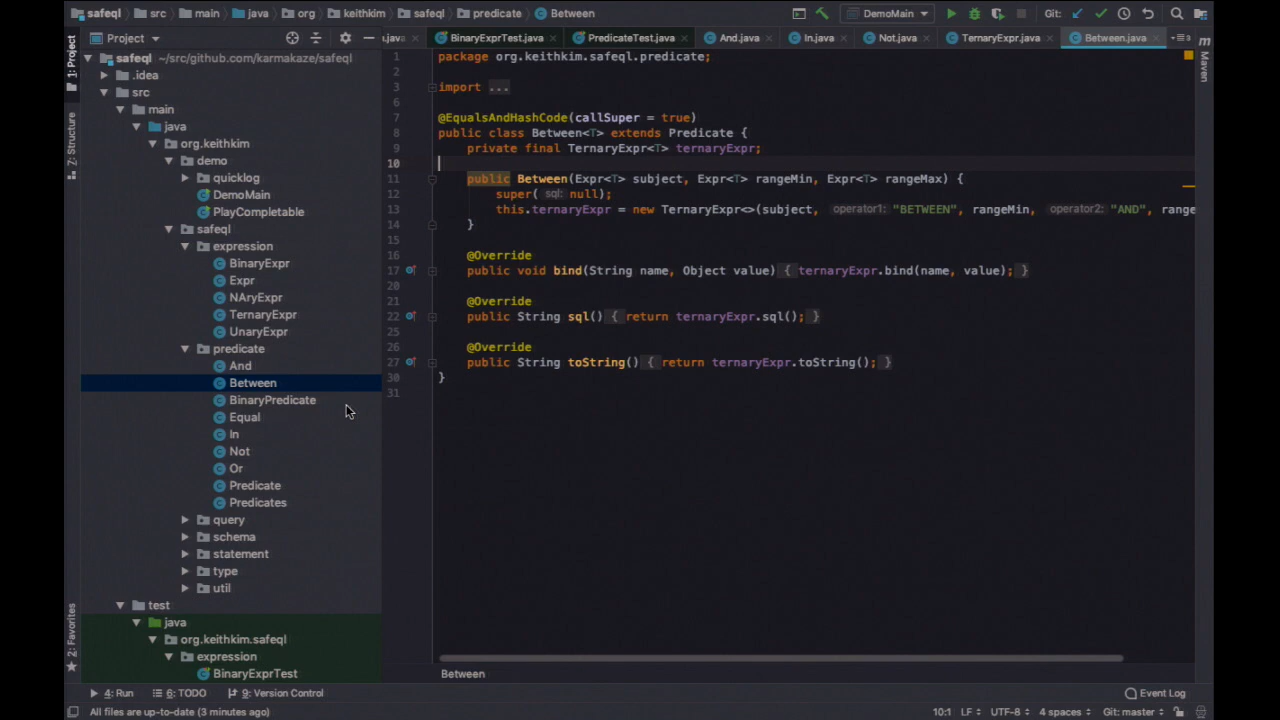 safeql src main java org keithkim safeql predicate Between DemoMain Git:
1: Project
7: Structure
2: Favorites
Maven
Project
.java BinaryExprTest.java PredicateTest.java And.java In.java Not.java TernaryExpr.java Between.java
safeql ~/src/github.com/karmakaze/safeql
.idea
src
main
java
org.keithkim
demo
quicklog
DemoMain
PlayCompletable
safeql
expression
BinaryExpr
Expr
NAryExpr
TernaryExpr
UnaryExpr
predicate
And
Between
BinaryPredicate
Equal
In
Not
Or
Predicate
Predicates
query
schema
statement
type
util
test
java
org.keithkim.safeql
expression
BinaryExprTest
1 package org.keithkim.safeql.predicate;
2
3 import ...
6
7 @EqualsAndHashCode(callSuper = true)
8 public class Between<T> extends Predicate {
9 private final TernaryExpr<T> ternaryExpr;
10
11 public Between(Expr<T> subject, Expr<T> rangeMin, Expr<T> rangeMax) {
12 super( sql: null);
13 this.ternaryExpr = new TernaryExpr<>(subject, operator1: "BETWEEN", rangeMin, operator2: "AND", range
14 }
15
16 @Override
17 public void bind(String name, Object value) { ternaryExpr.bind(name, value); }
20
21 @Override
22 public String sql() { return ternaryExpr.sql(); }
25
26 @Override
27 public String toString() { return ternaryExpr.toString(); }
30 }
31
Between
4: Run 6: TODO 9: Version Control Event Log
All files are up-to-date (3 minutes ago) 10:1 LF UTF-8 4 spaces Git: master